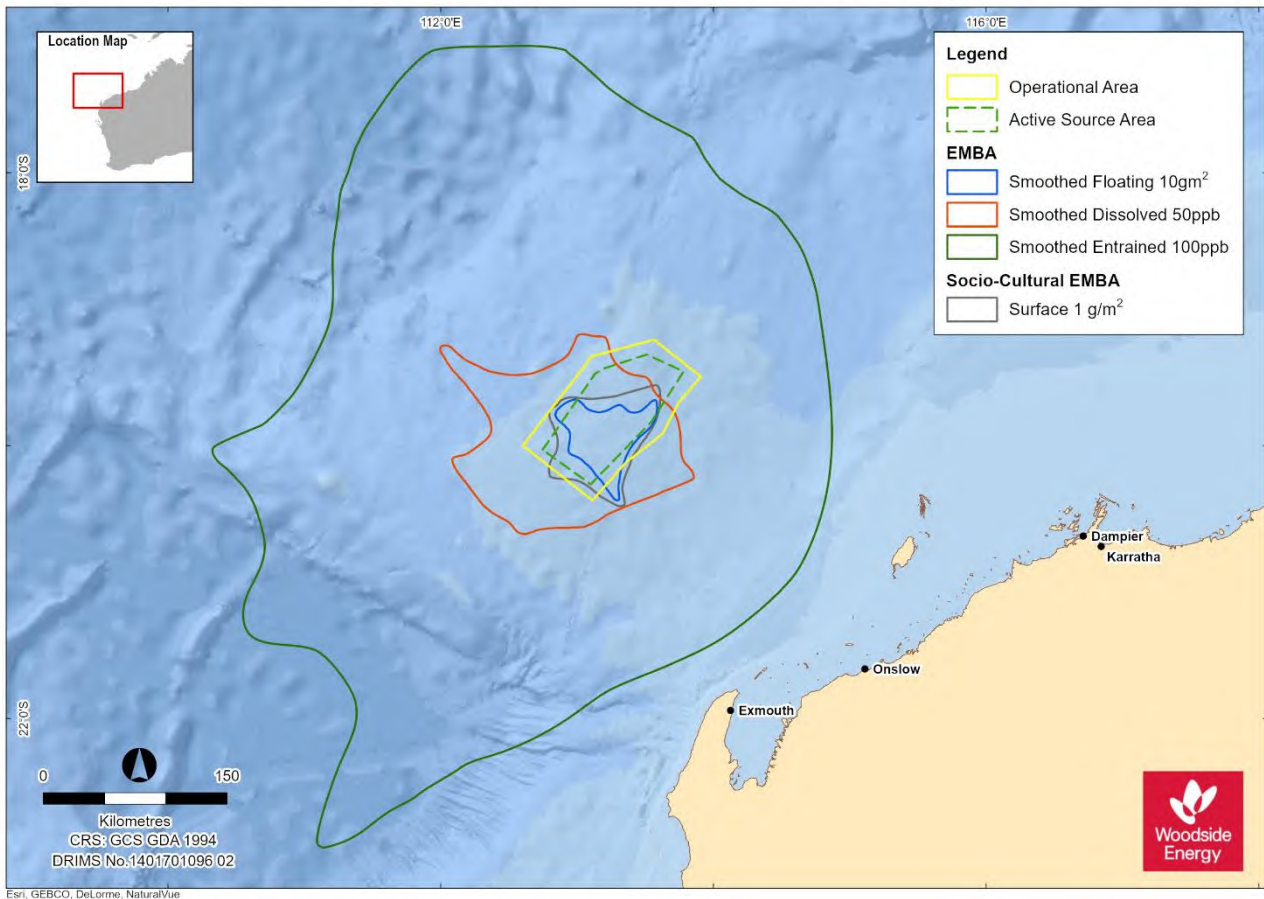 112°0'E
116°0'E
Location Map
18°0'S
22°0'S
Legend
Operational Area
Active Source Area
EMBA
Smoothed Floating 10gm²
Smoothed Dissolved 50ppb
Smoothed Entrained 100ppb
Socio-Cultural EMBA
Surface 1 g/m²
Dampier
Karratha
Onslow
Exmouth
0 150
Kilometres
CRS: GCS GDA 1994
DRIMS No.1401701096 02
Woodside
Energy
Esri, GEBCO, DeLorme, NaturalVue